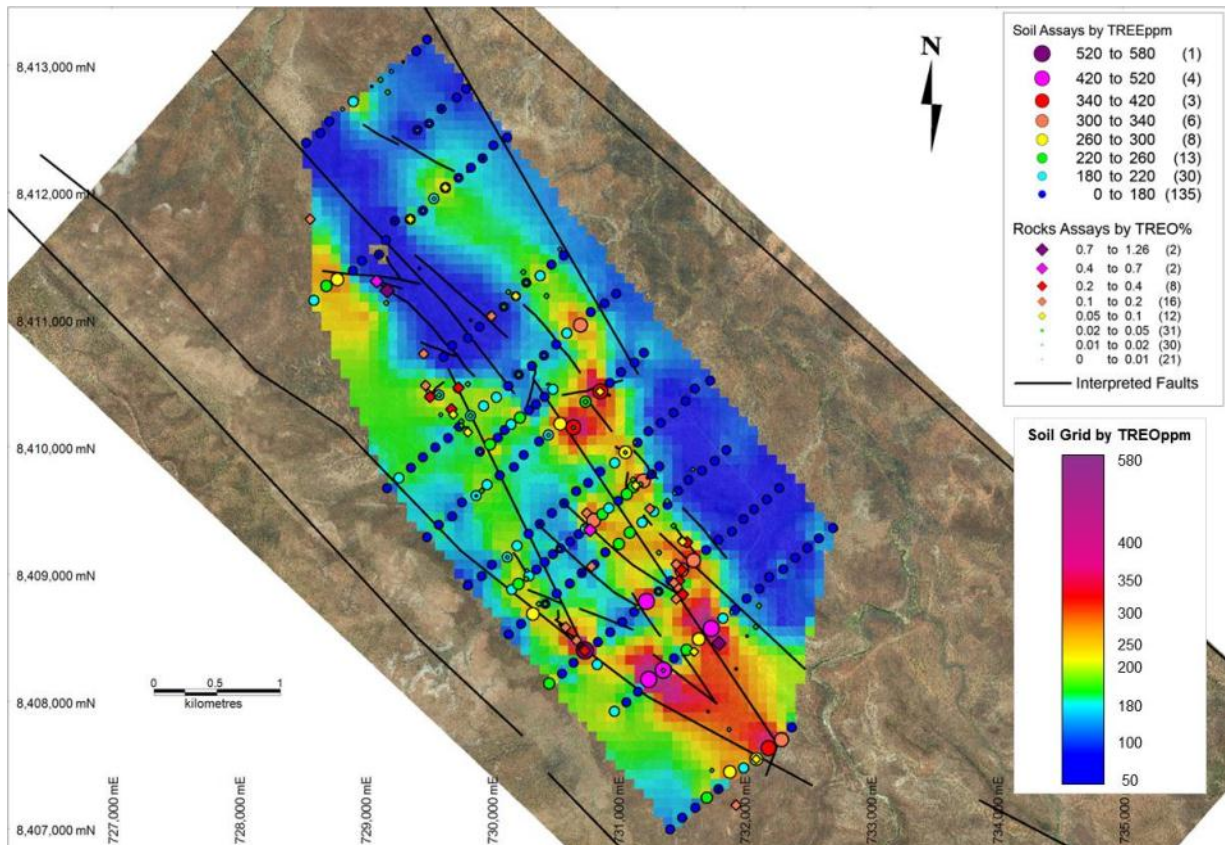 8,413,000 mN
8,412,000 mN
8,411,000 mN
8,410,000 mN
8,409,000 mN
8,408,000 mN
8,407,000 mN
N
Soil Assays by TREEppm
520 to 580 (1)
420 to 520 (4)
340 to 420 (3)
300 to 340 (6)
260 to 300 (8)
220 to 260 (13)
180 to 220 (30)
0 to 180 (135)
Rocks Assays by TREO%
0.7 to 1.26 (2)
0.4 to 0.7 (2)
0.2 to 0.4 (8)
0.1 to 0.2 (16)
0.05 to 0.1 (12)
0.02 to 0.05 (31)
0.01 to 0.02 (30)
0 to 0.01 (21)
Interpreted Faults
Soil Grid by TREOppm
580
400
350
300
250
200
180
100
50
0 0.5 1
kilometres
727,000 mE
728,000 mE
729,000 mE
730,000 mE
731,000 mE
732,000 mE
733,000 mE
734,000 mE
735,000 mE